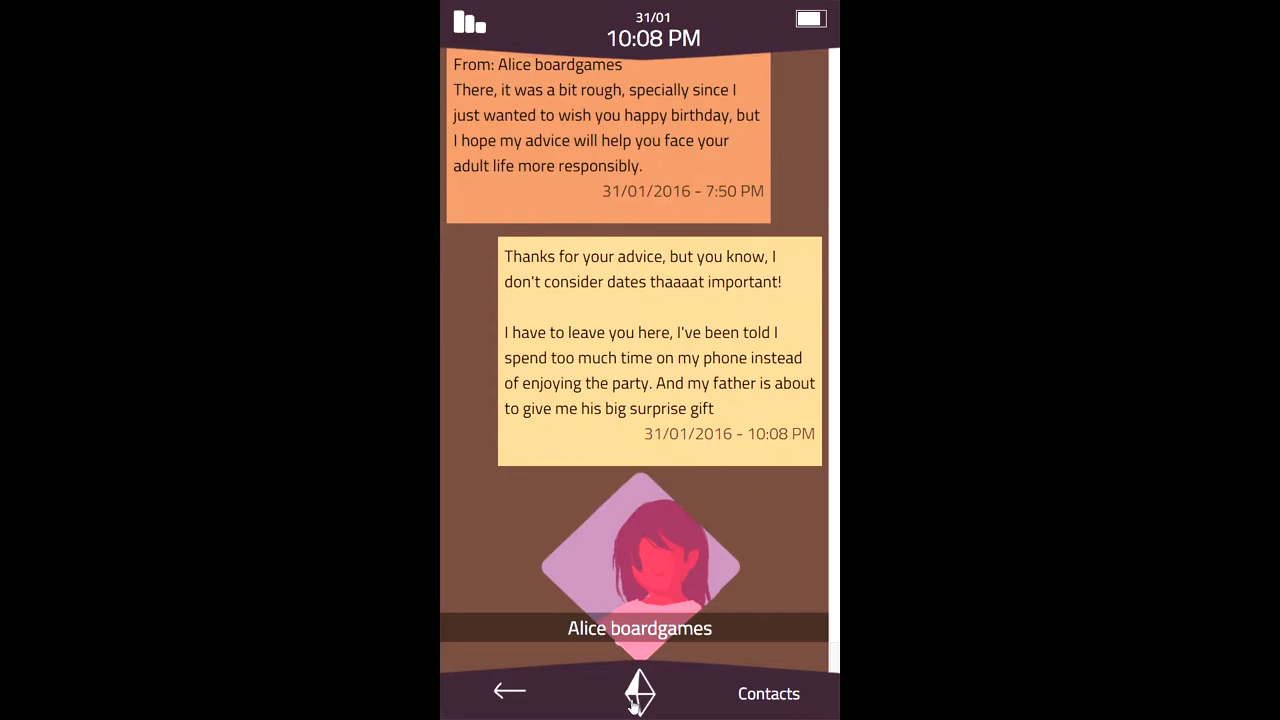 31/01
10:08 PM
From: Alice boardgames
There, it was a bit rough, specially since I
just wanted to wish you happy birthday, but
I hope my advice will help you face your
adult life more responsibly.
31/01/2016 - 7:50 PM
Thanks for your advice, but you know, I
don't consider dates thaaaat important!
I have to leave you here, I've been told I
spend too much time on my phone instead
of enjoying the party. And my father is about
to give me his big surprise gift
31/01/2016 - 10:08 PM
Alice boardgames
Contacts